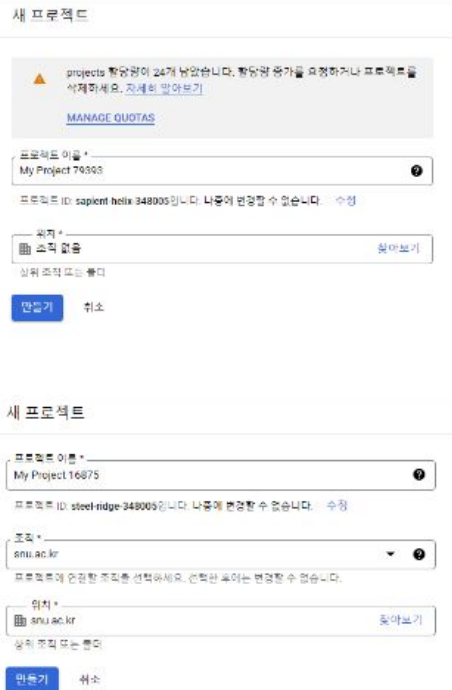 새 프로젝트
projects 할당량이 24개 남았습니다. 할당량 증가를 요청하거나 프로젝트를
삭제하세요. 자세히 알아보기
MANAGE QUOTAS
프로젝트 이름 *
My Project 79393
프로젝트 ID: sapient-helix-348005입니다. 나중에 변경할 수 없습니다. 수정
위치 *
조직 없음 찾아보기
상위 조직 또는 폴더
만들기 취소
새 프로젝트
프로젝트 이름 *
My Project 16875
프로젝트 ID: steel-ridge-348005입니다. 나중에 변경할 수 없습니다. 수정
조직 *
snu.ac.kr
프로젝트에 연결할 조직을 선택하세요. 선택한 후에는 변경할 수 없습니다.
위치 *
snu.ac.kr 찾아보기
상위 조직 또는 폴더
만들기 취소